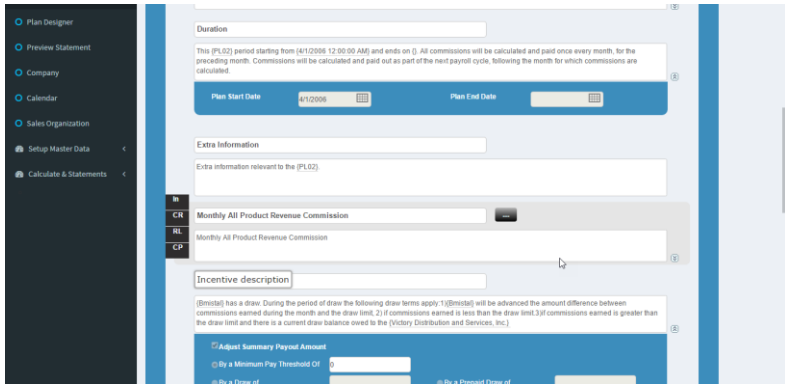 Plan Designer
Preview Statement
Company
Calendar
Sales Organization
Setup Master Data
Calculate & Statements
Duration
This {PL02} period starting from {4/1/2006 12:00:00 AM} and ends on {}. All commissions will be calculated and paid once every month, for the
preceding month. Commissions will be calculated and paid out as part of the next payroll cycle, following the month for which commissions are
calculated.
Plan Start Date
4/1/2006
Plan End Date
Extra Information
Extra information relevant to the {PL02}.
In
CR
RL
CP
Monthly All Product Revenue Commission
...
Monthly All Product Revenue Commission
Incentive description
{Bmistal} has a draw. During the period of draw the following draw terms apply:1){Bmistal} will be advanced the amount difference between
commissions earned during the month and the draw limit, 2) if commissions earned is less than the draw limit.3)if commissions earned is greater than
the draw limit and there is a current draw balance owed to the {Victory Distribution and Services, Inc.}
Adjust Summary Payout Amount
By a Minimum Pay Threshold Of
0
By a Draw of
By a Prepaid Draw of